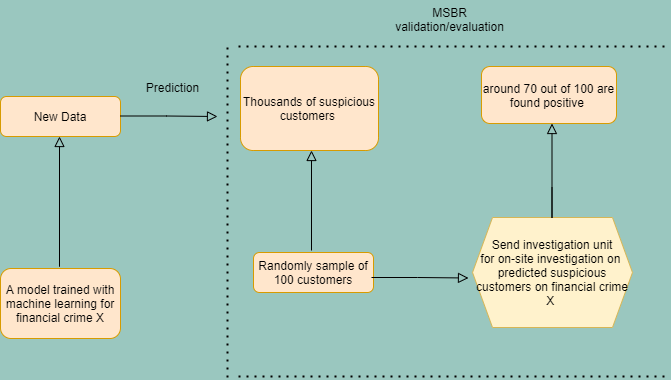 MSBR
validation/evaluation
Prediction
New Data
Thousands of suspicious
customers
around 70 out of 100 are
found positive
A model trained with
machine learning for
financial crime X
Randomly sample of
100 customers
Send investigation unit
for on-site investigation on
predicted suspicious
customers on financial crime
X